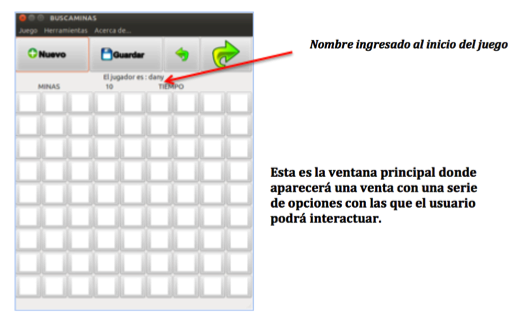 BUSCAMINAS
Juego Herramientas Acerca de...
Nuevo Guardar
El jugador es : dany
MINAS 10 TIEMPO
Nombre ingresado al inicio del juego
Esta es la ventana principal donde
aparecerá una venta con una serie
de opciones con las que el usuario
podrá interactuar.